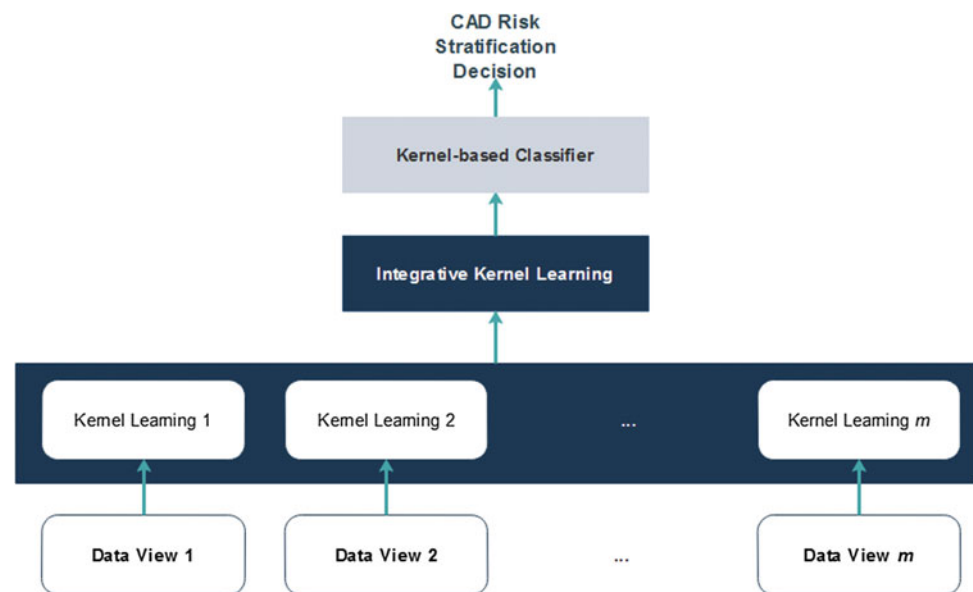 CAD Risk
Stratification
Decision
Kernel-based Classifier
Integrative Kernel Learning
Kernel Learning 1
Kernel Learning 2
...
Kernel Learning m
Data View 1
Data View 2
...
Data View m